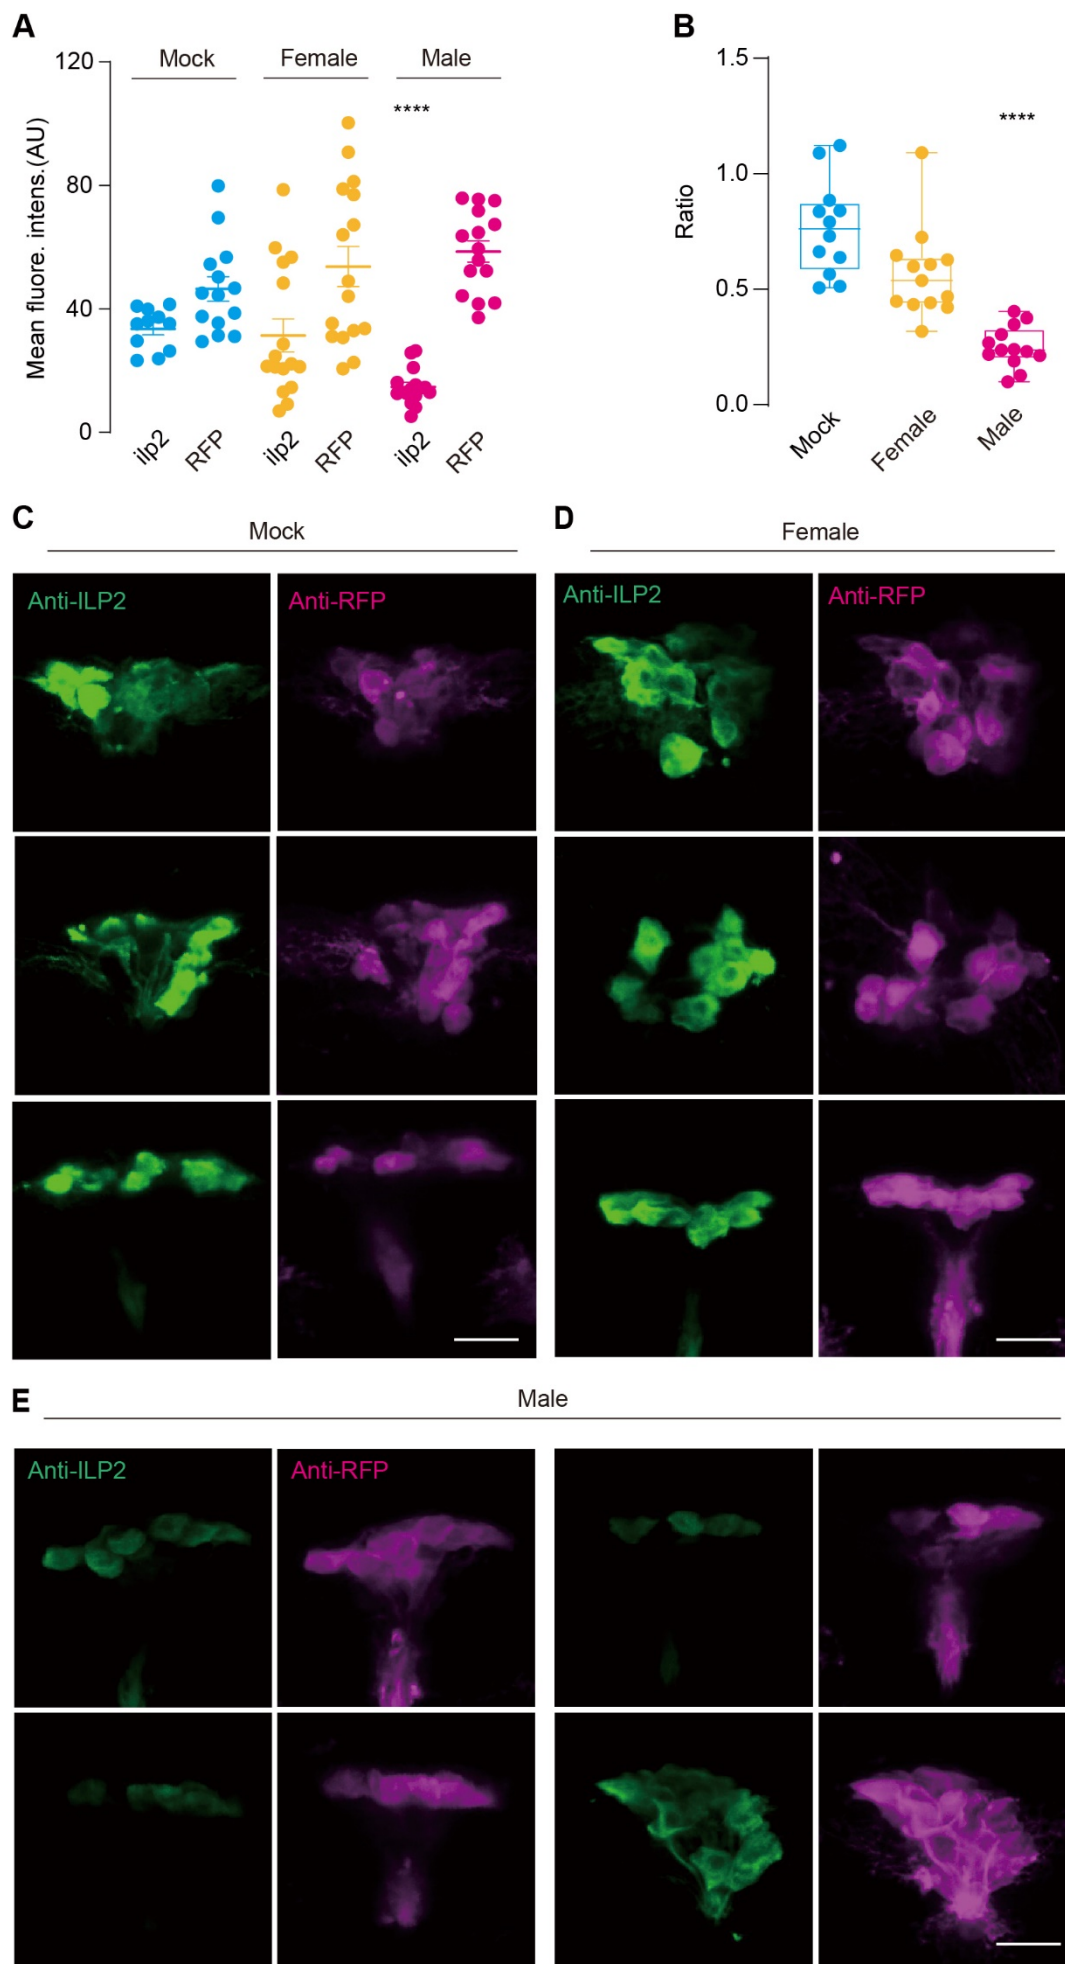 A
B
Mock
Female
Male
Mean fluore. intens.(AU)
120
80
40
0
****
ilp2
RFP
ilp2
RFP
ilp2
RFP
Ratio
1.5
1.0
0.5
0.0
****
Mock
Female
Male
C
Mock
D
Female
Anti-ILP2
Anti-RFP
Anti-ILP2
Anti-RFP
E
Male
Anti-ILP2
Anti-RFP